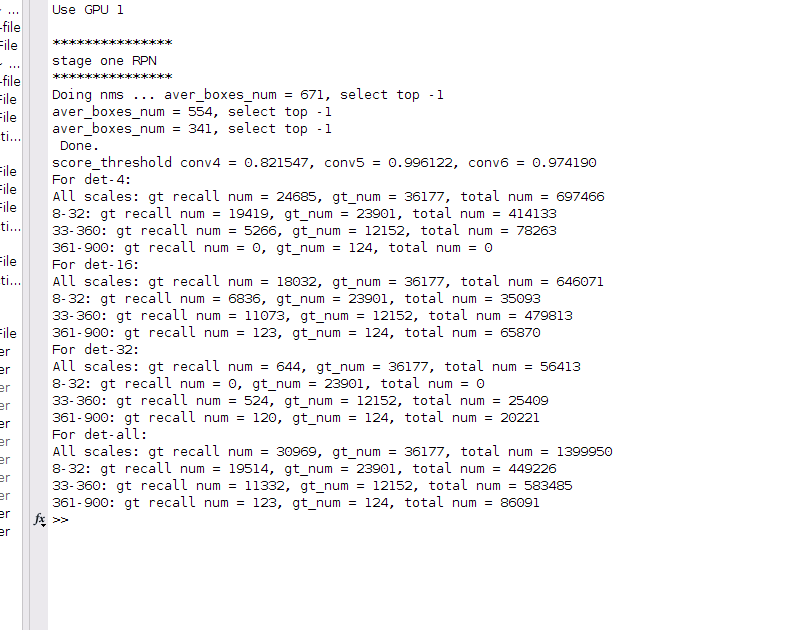 Use GPU 1
***************
stage one RPN
***************
Doing nms ... aver_boxes_num = 671, select top -1
aver_boxes_num = 554, select top -1
aver_boxes_num = 341, select top -1
Done.
score_threshold conv4 = 0.821547, conv5 = 0.996122, conv6 = 0.974190
For det-4:
All scales: gt recall num = 24685, gt_num = 36177, total num = 697466
8-32: gt recall num = 19419, gt_num = 23901, total num = 414133
33-360: gt recall num = 5266, gt_num = 12152, total num = 78263
361-900: gt recall num = 0, gt_num = 124, total num = 0
For det-16:
All scales: gt recall num = 18032, gt_num = 36177, total num = 646071
8-32: gt recall num = 6836, gt_num = 23901, total num = 35093
33-360: gt recall num = 11073, gt_num = 12152, total num = 479813
361-900: gt recall num = 123, gt_num = 124, total num = 65870
For det-32:
All scales: gt recall num = 644, gt_num = 36177, total num = 56413
8-32: gt recall num = 0, gt_num = 23901, total num = 0
33-360: gt recall num = 524, gt_num = 12152, total num = 25409
361-900: gt recall num = 120, gt_num = 124, total num = 20221
For det-all:
All scales: gt recall num = 30969, gt_num = 36177, total num = 1399950
8-32: gt recall num = 19514, gt_num = 23901, total num = 449226
33-360: gt recall num = 11332, gt_num = 12152, total num = 583485
361-900: gt recall num = 123, gt_num = 124, total num = 86091
fx >>